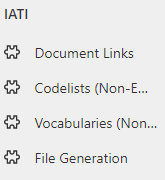 IATI
Document Links
Codelists (Non-E...
Vocabularies (Non...
File Generation